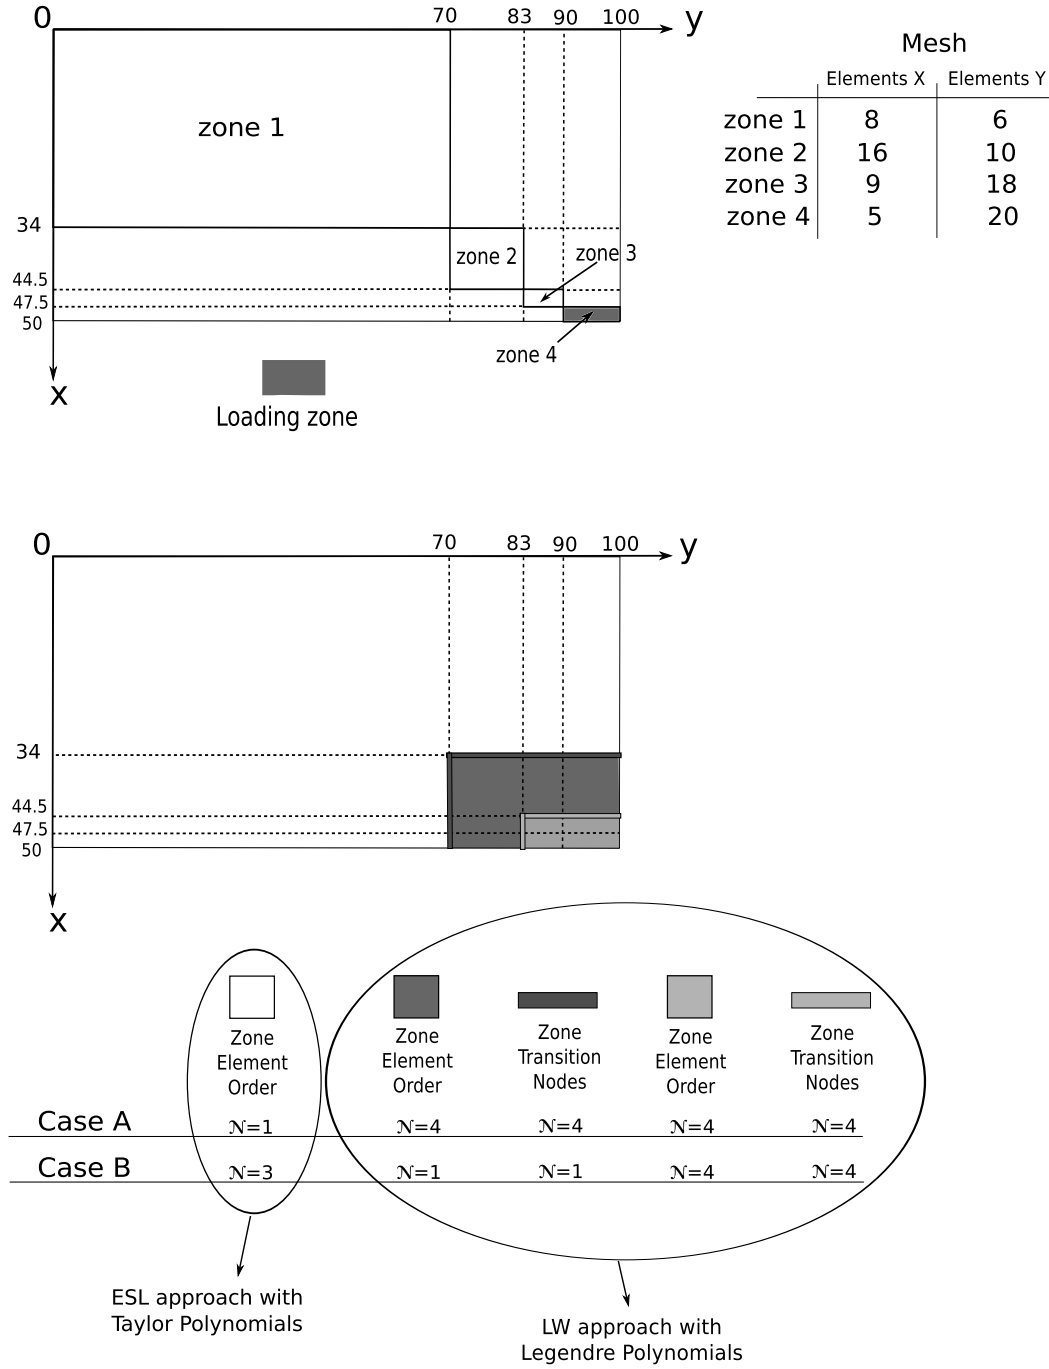 0 70 83 90 100 y
zone 1
34
zone 2 zone 3
44.5
47.5
50
zone 4
x
Loading zone
Mesh
Elements X Elements Y
zone 1 8 6
zone 2 16 10
zone 3 9 18
zone 4 5 20
0 70 83 90 100 y
34
44.5
47.5
50
x
Zone Zone Zone Zone Zone
Element Element Transition Element Transition
Order Order Nodes Order Nodes
Case A 𝒩=1 𝒩=4 𝒩=4 𝒩=4 𝒩=4
Case B 𝒩=3 𝒩=1 𝒩=1 𝒩=4 𝒩=4
ESL approach with
Taylor Polynomials
LW approach with
Legendre Polynomials